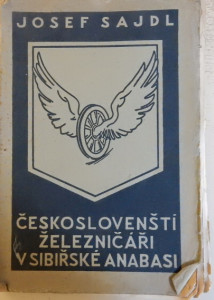 JOSEF SAJDL
ČESKOSLOVENŠTÍ
ŽELEZNIČÁŘI
V SIBIŘSKÉ ANABASI